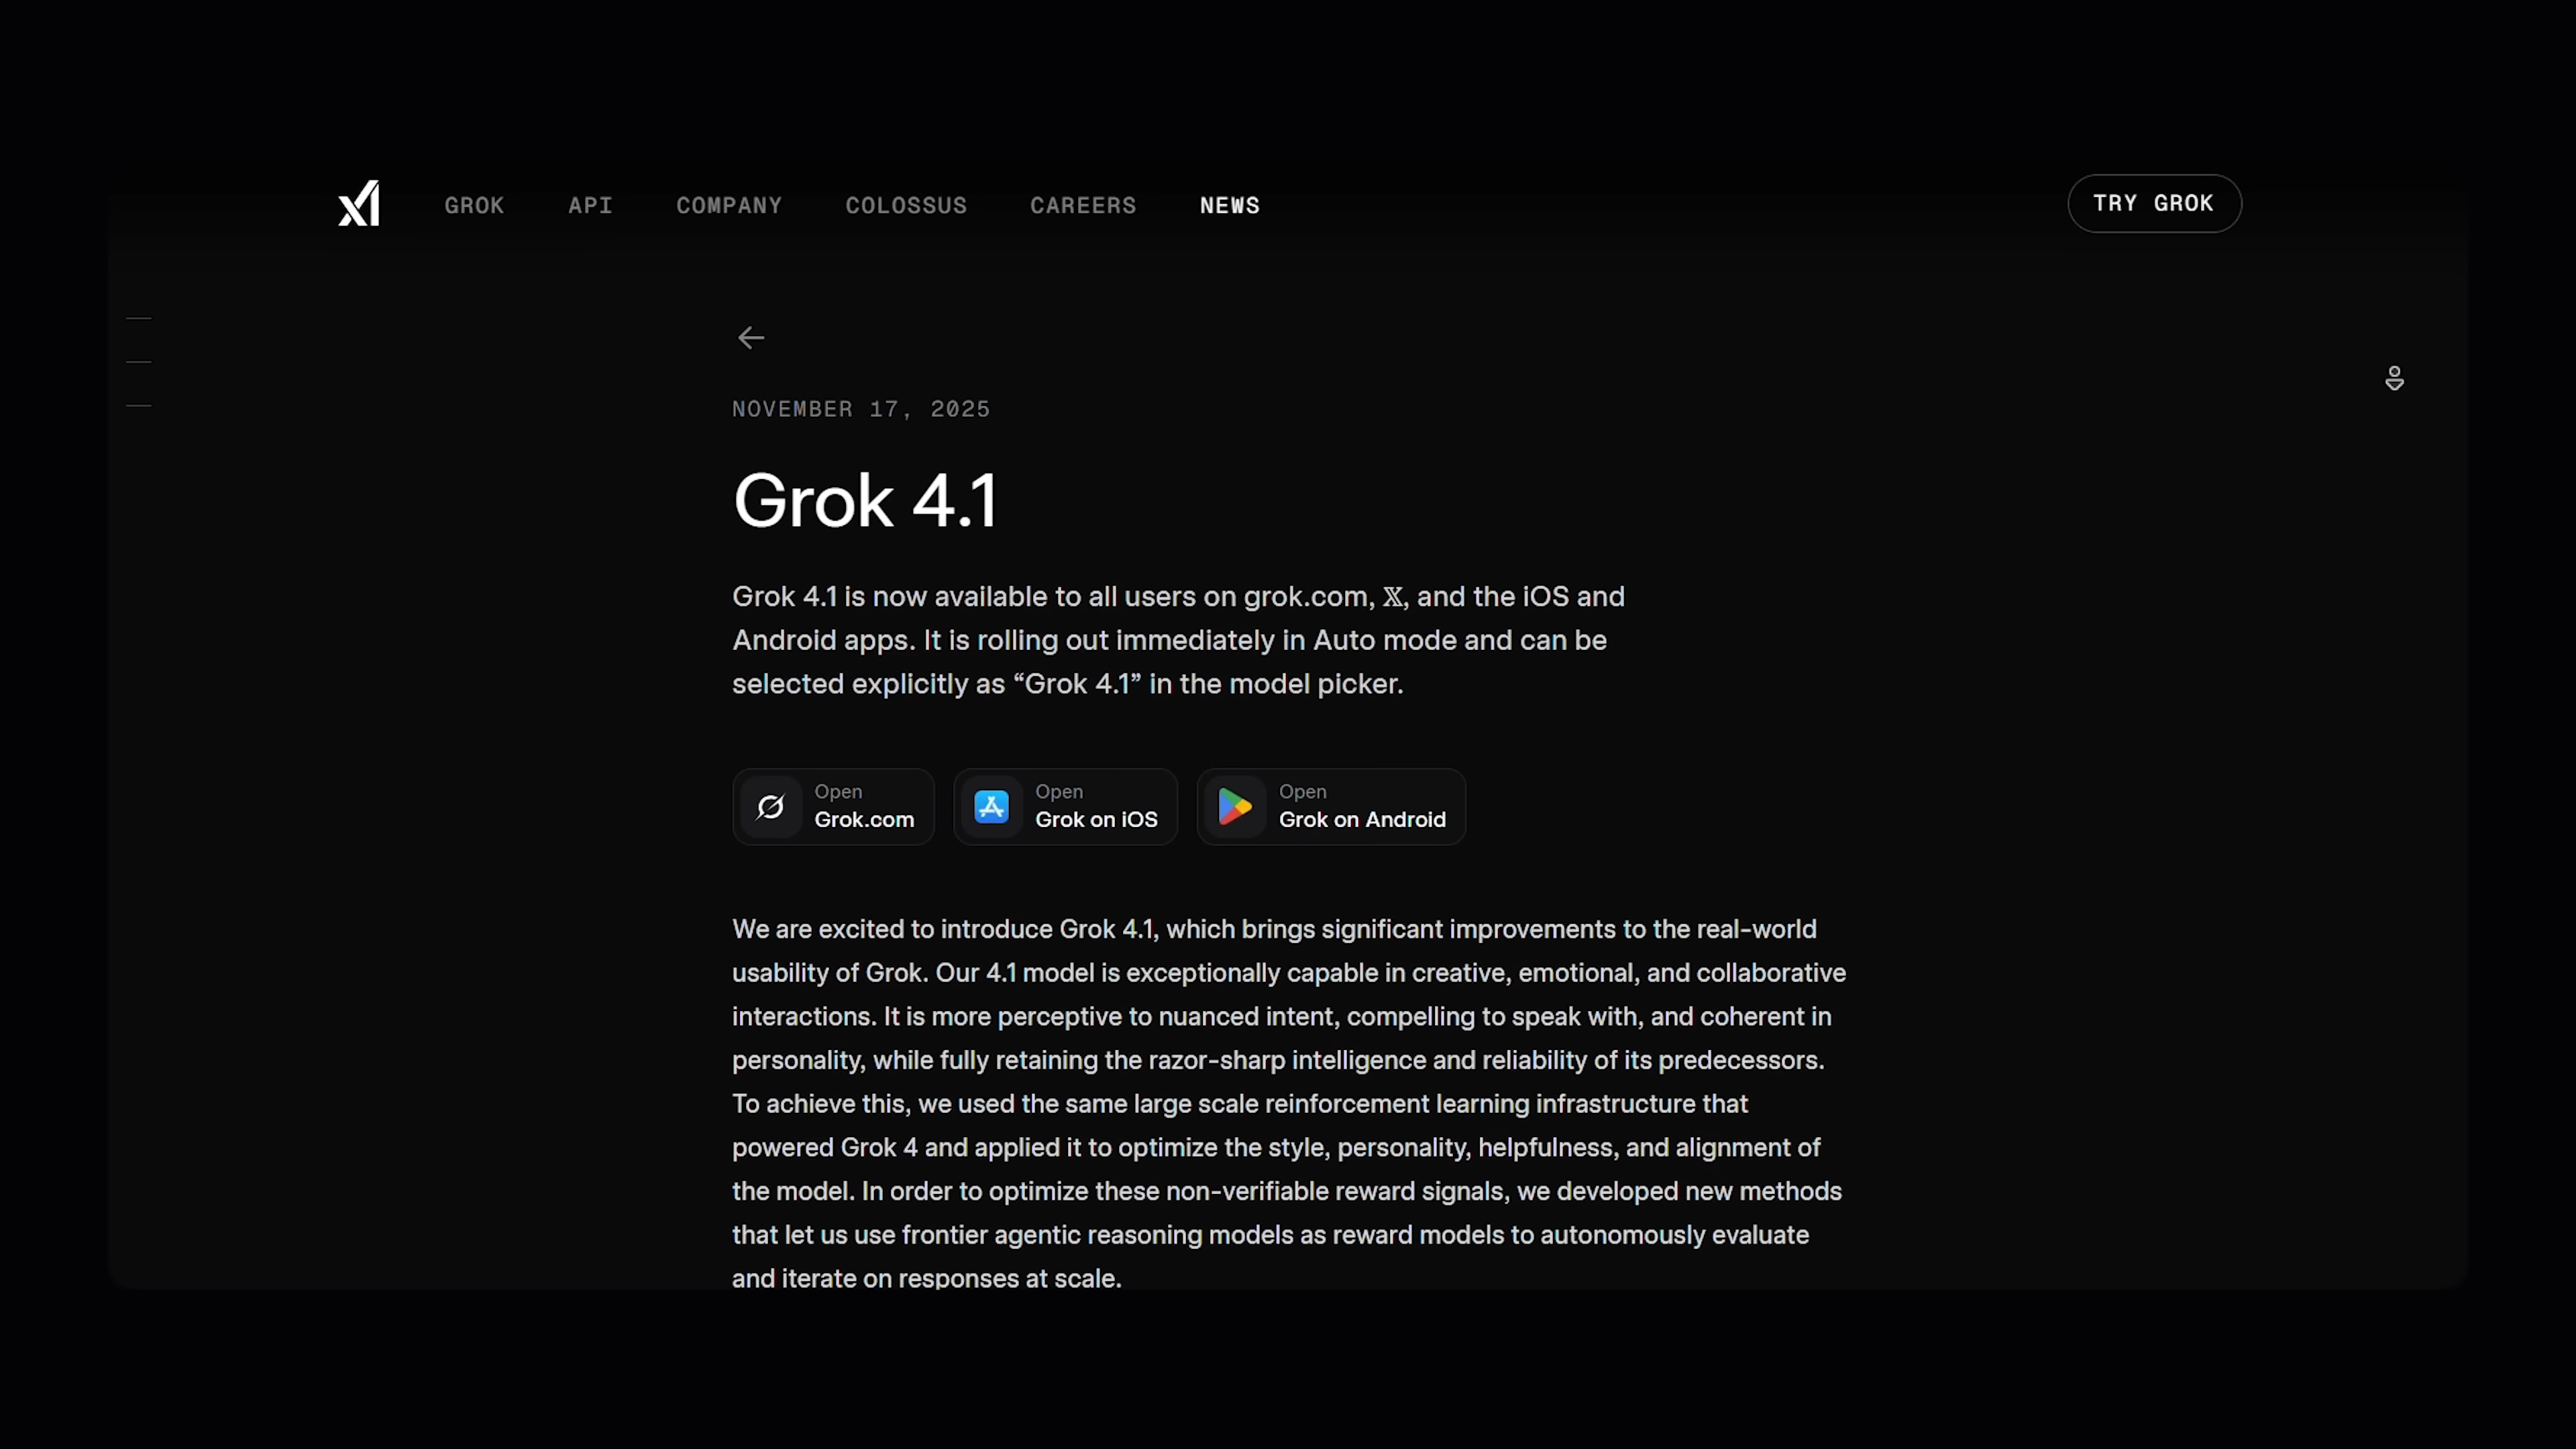 xI GROK API COMPANY COLOSSUS CAREERS NEWS TRY GROK
NOVEMBER 17, 2025
Grok 4.1
Grok 4.1 is now available to all users on grok.com, 𝕏, and the iOS and
Android apps. It is rolling out immediately in Auto mode and can be
selected explicitly as “Grok 4.1” in the model picker.
Open
Grok.com
Open
Grok on iOS
Open
Grok on Android
We are excited to introduce Grok 4.1, which brings significant improvements to the real-world
usability of Grok. Our 4.1 model is exceptionally capable in creative, emotional, and collaborative
interactions. It is more perceptive to nuanced intent, compelling to speak with, and coherent in
personality, while fully retaining the razor-sharp intelligence and reliability of its predecessors.
To achieve this, we used the same large scale reinforcement learning infrastructure that
powered Grok 4 and applied it to optimize the style, personality, helpfulness, and alignment of
the model. In order to optimize these non-verifiable reward signals, we developed new methods
that let us use frontier agentic reasoning models as reward models to autonomously evaluate
and iterate on responses at scale.